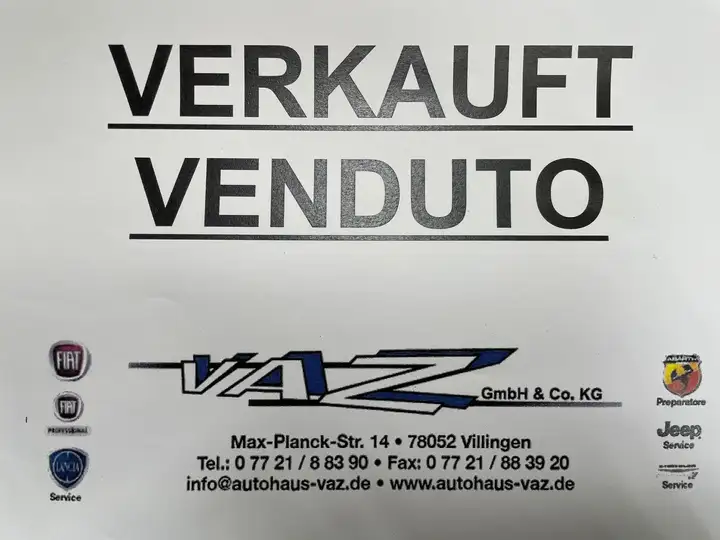 VERKAUFT
VENDUTO
VAZ GmbH & Co. KG
Max-Planck-Str. 14 • 78052 Villingen
Tel.: 0 77 21 / 8 83 90 • Fax: 0 77 21 / 88 39 20
info@autohaus-vaz.de • www.autohaus-vaz.de
FIAT
FIAT
PROFESSIONAL
LANCIA
Service
ABARTH
Preparatore
Jeep
Service
Service